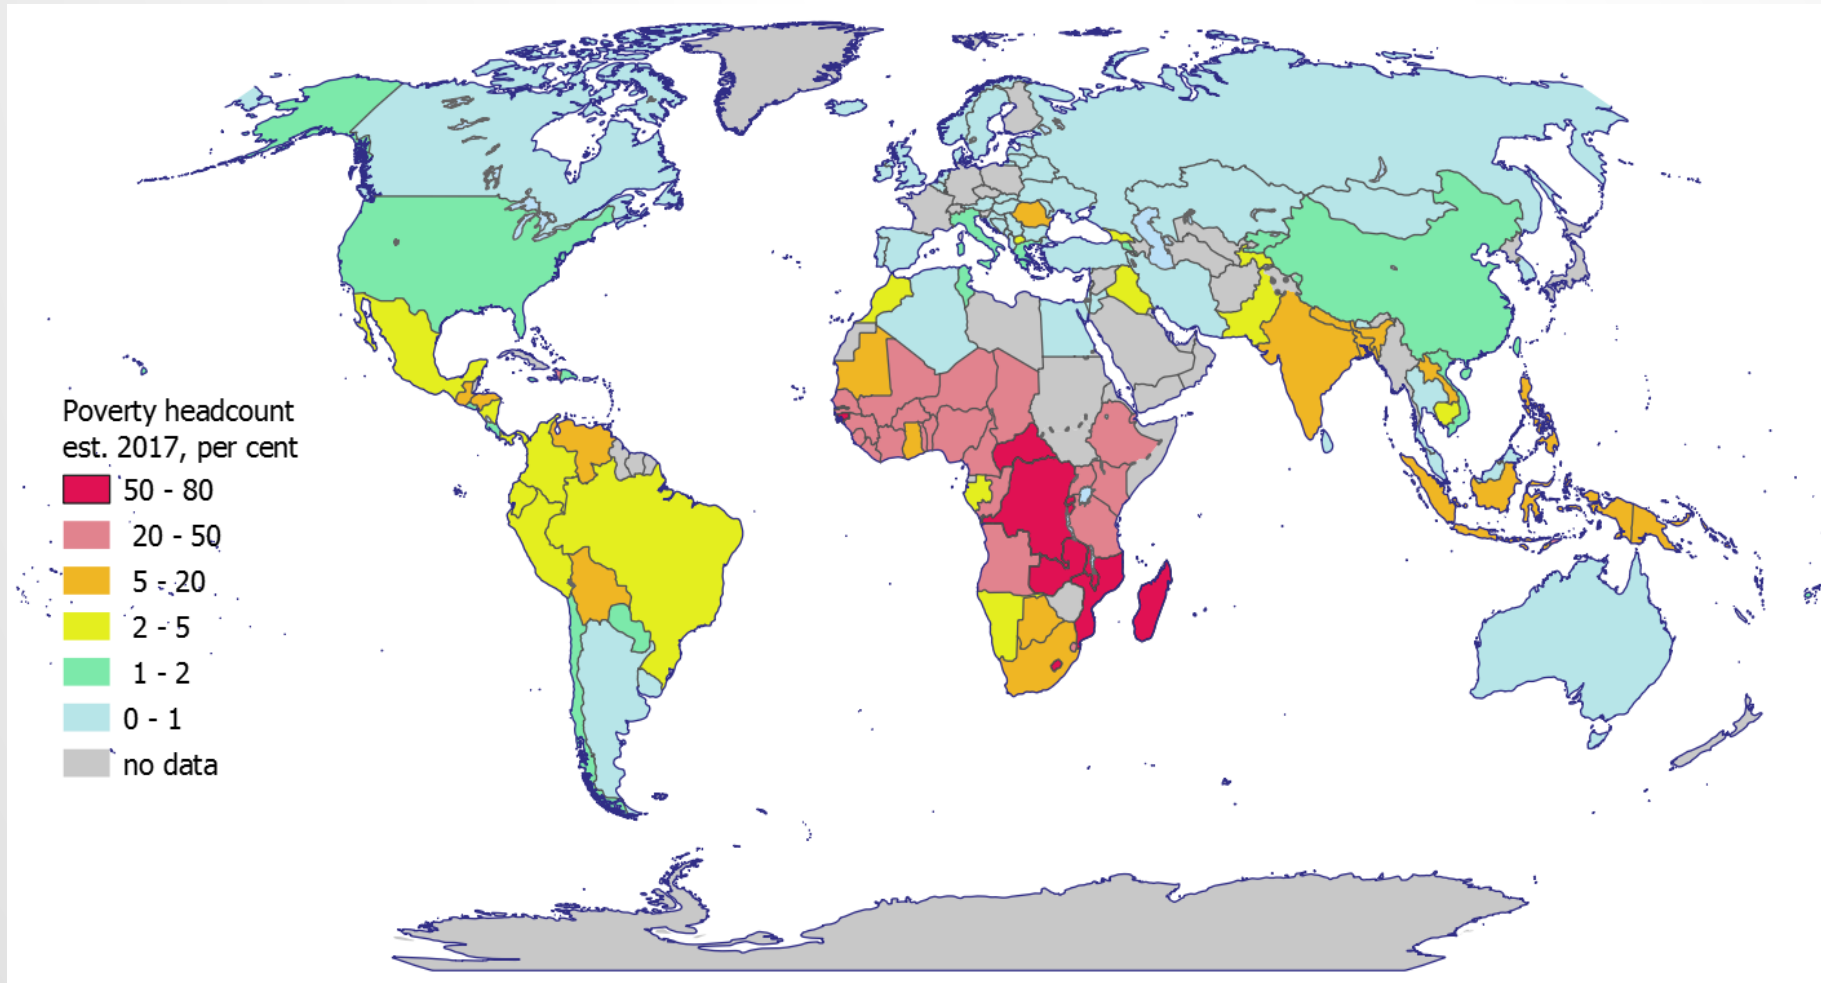 Poverty headcount
est. 2017, per cent
50 - 80
20 - 50
5 - 20
2 - 5
1 - 2
0 - 1
no data